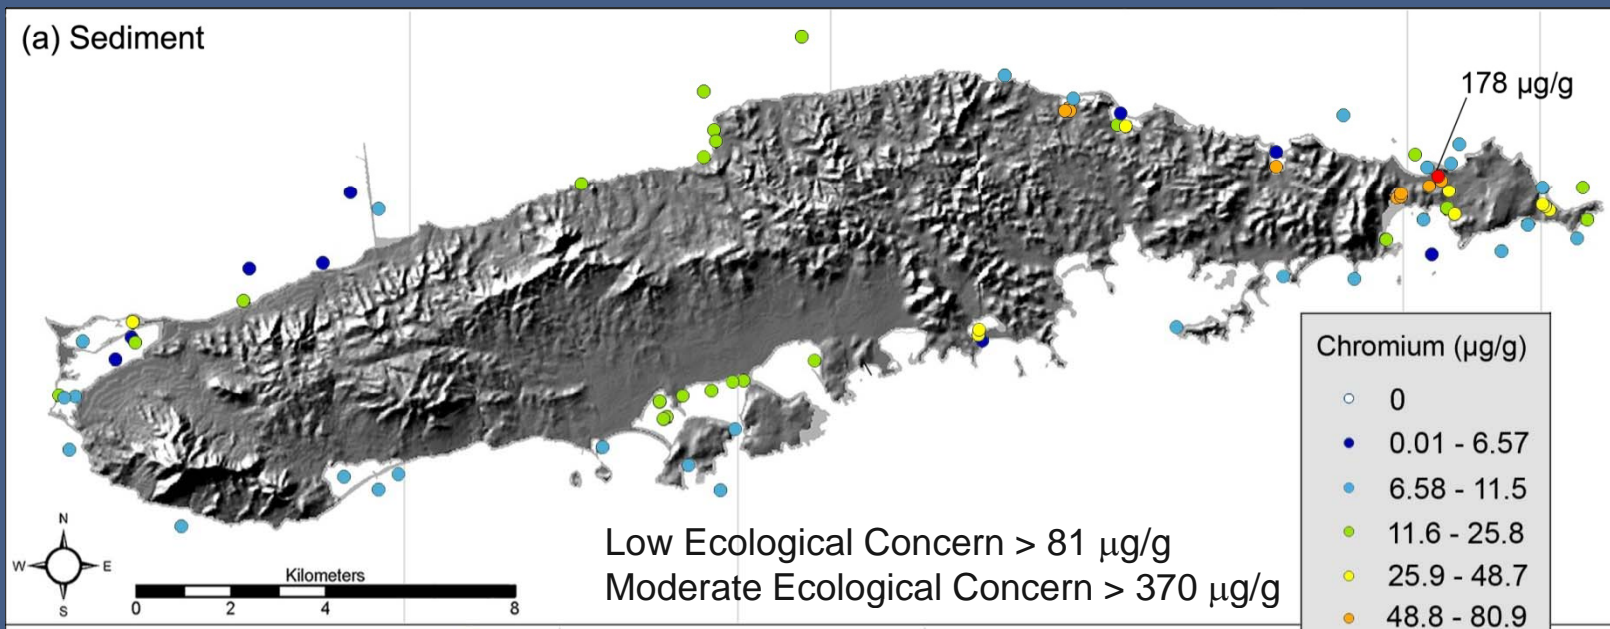 (a) Sediment
178 µg/g
Chromium (µg/g)
0
0.01 - 6.57
6.58 - 11.5
11.6 - 25.8
25.9 - 48.7
48.8 - 80.9
Low Ecological Concern > 81 µg/g
Moderate Ecological Concern > 370 µg/g
N
W E
S
Kilometers
0 2 4 8